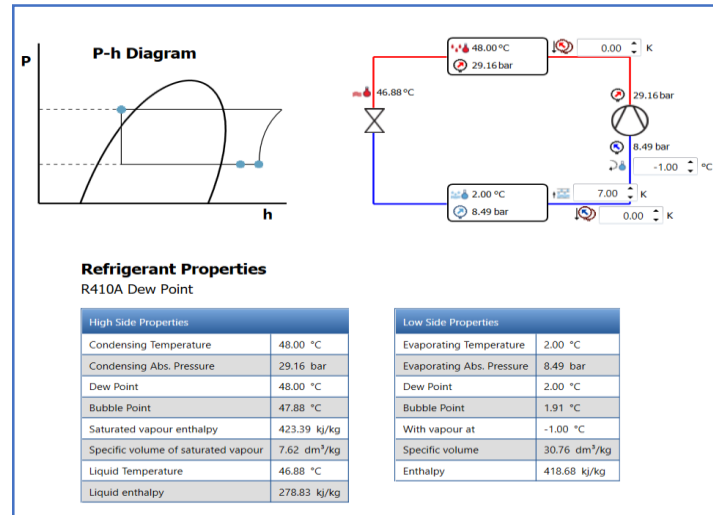 P-h Diagram
P
h
48.00 °C
29.16 bar
0.00 K
46.88 °C
29.16 bar
8.49 bar
-1.00 °C
2.00 °C
8.49 bar
7.00 K
0.00 K
Refrigerant Properties
R410A Dew Point
High Side Properties
Condensing Temperature 48.00 °C
Condensing Abs. Pressure 29.16 bar
Dew Point 48.00 °C
Bubble Point 47.88 °C
Saturated vapour enthalpy 423.39 kj/kg
Specific volume of saturated vapour 7.62 dm³/kg
Liquid Temperature 46.88 °C
Liquid enthalpy 278.83 kj/kg
Low Side Properties
Evaporating Temperature 2.00 °C
Evaporating Abs. Pressure 8.49 bar
Dew Point 2.00 °C
Bubble Point 1.91 °C
With vapour at -1.00 °C
Specific volume 30.76 dm³/kg
Enthalpy 418.68 kj/kg